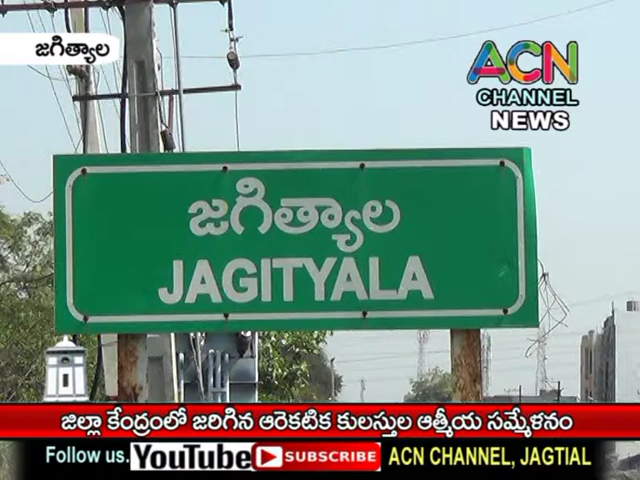 జగిత్యాల
ACN
CHANNEL
NEWS
జగిత్యాల
JAGITYALA
జిల్లా కేంద్రంలో జరిగిన ఆరెకటిక కులస్తుల ఆత్మీయ సమ్మేళనం
Follow us. YouTube SUBSCRIBE ACN CHANNEL, JAGTIAL